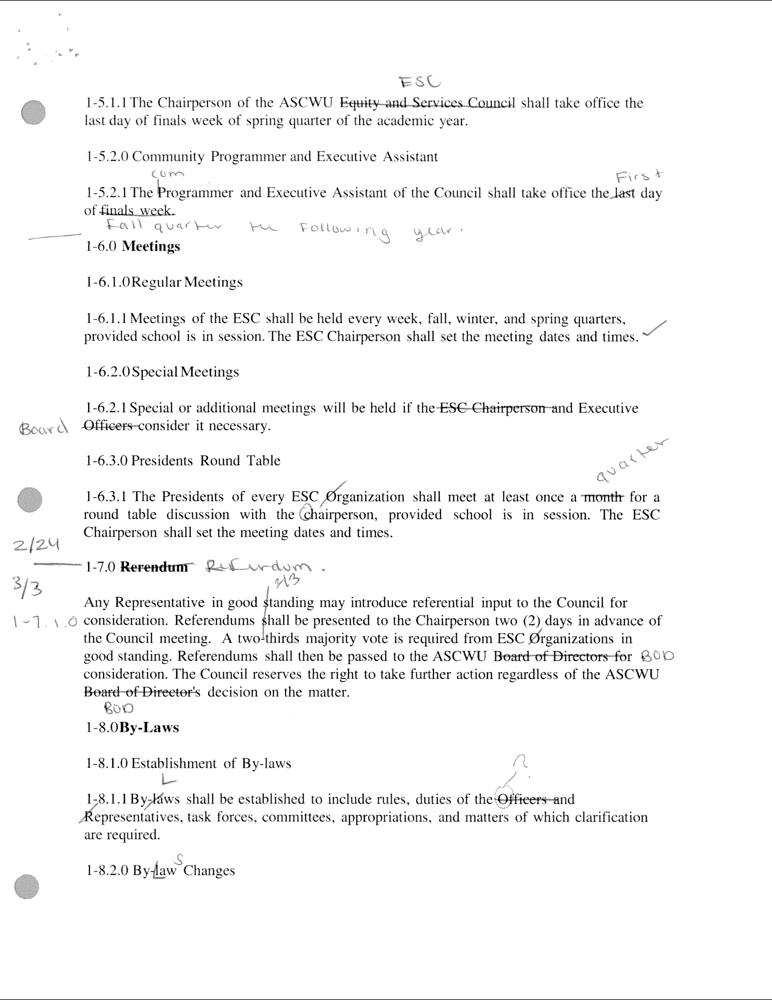 ESC
1-5.1.1 The Chairperson of the ASCWU Equity and Services Council shall take office the
last day of finals week of spring quarter of the academic year.
1-5.2.0 Community Programmer and Executive Assistant
com
First
1-5.2.1 The Programmer and Executive Assistant of the Council shall take office the last day
of finals week.
Fall quarter the Following year.
1-6.0 Meetings
1-6.1.0 Regular Meetings
1-6.1.1 Meetings of the ESC shall be held every week, fall, winter, and spring quarters,
provided school is in session. The ESC Chairperson shall set the meeting dates and times.
1-6.2.0 Special Meetings
1-6.2.1 Special or additional meetings will be held if the ESC Chairperson and Executive
Board Officers consider it necessary.
1-6.3.0 Presidents Round Table
quarter
1-6.3.1 The Presidents of every ESC Organization shall meet at least once a month for a
round table discussion with the chairperson, provided school is in session. The ESC
Chairperson shall set the meeting dates and times.
2/24
1-7.0 Rerendum Referdum.
3/3
Any Representative in good standing may introduce referential input to the Council for
1-7.1.0 consideration. Referendums shall be presented to the Chairperson two (2) days in advance of
the Council meeting. A two-thirds majority vote is required from ESC Organizations in
good standing. Referendums shall then be passed to the ASCWU Board of Directors for BOD
consideration. The Council reserves the right to take further action regardless of the ASCWU
Board of Director's decision on the matter.
BOD
1-8.0 By-Laws
1-8.1.0 Establishment of By-laws
L
?
1-8.1.1 By-laws shall be established to include rules, duties of the Officers and
Representatives, task forces, committees, appropriations, and matters of which clarification
are required.
S
1-8.2.0 By-Law Changes